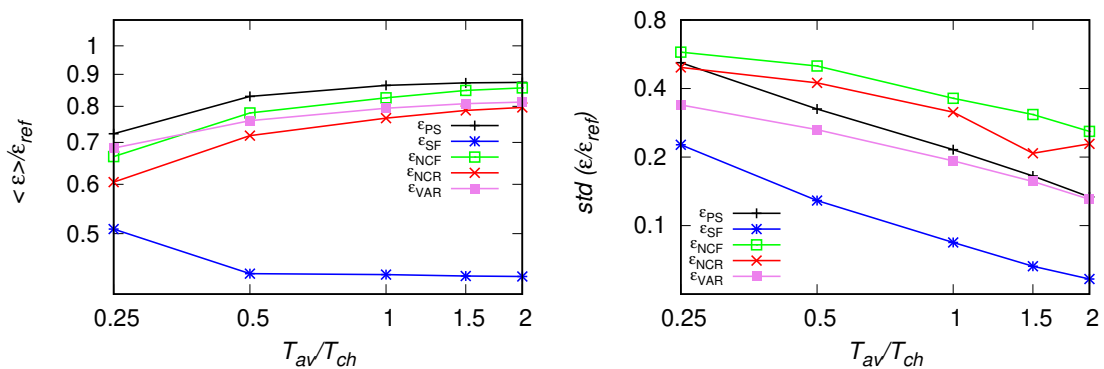 1
0.9
0.8
0.7
0.6
0.5
< ε>/ε_ref
ε_PS
ε_SF
ε_NCF
ε_NCR
ε_VAR
0.25 0.5 1 1.5 2
T_av/T_ch
0.8
0.4
0.2
0.1
std (ε/ε_ref)
ε_PS
ε_SF
ε_NCF
ε_NCR
ε_VAR
0.25 0.5 1 1.5 2
T_av/T_ch